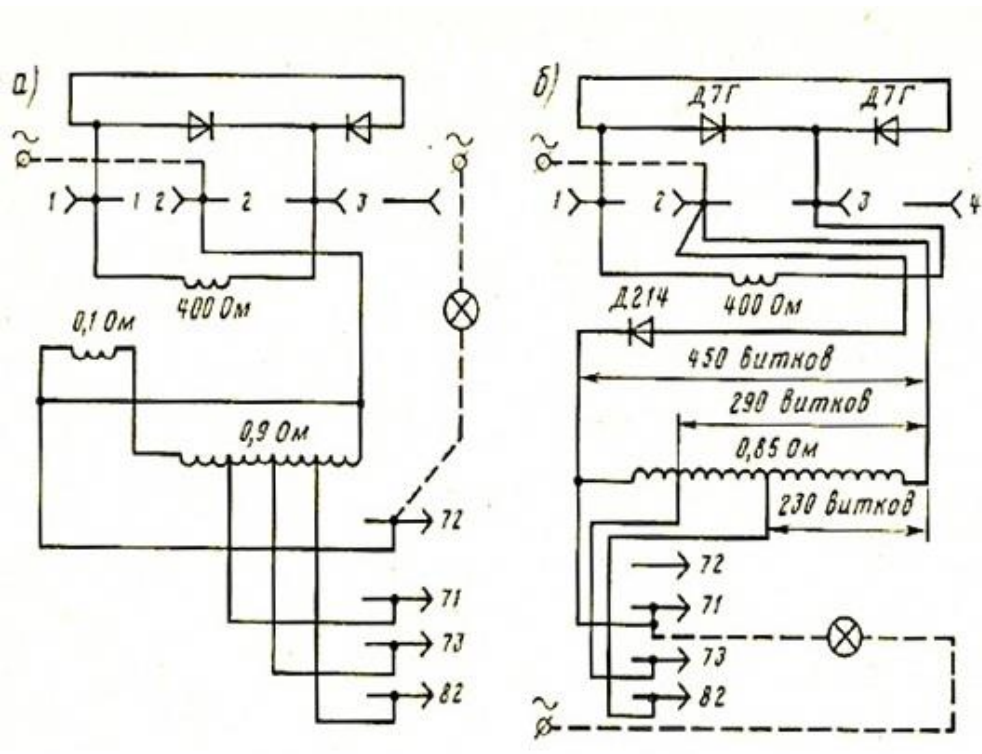 а)
~ ~
1 1 2 2 3
400 Ом
0,1 Ом
0,9 Ом
72
71
73
82
б)
Д7Г Д7Г
~
1 2 3 4
400 Ом
Д214
450 витков
290 витков
0,85 Ом
230 витков
72
71
73
82
~